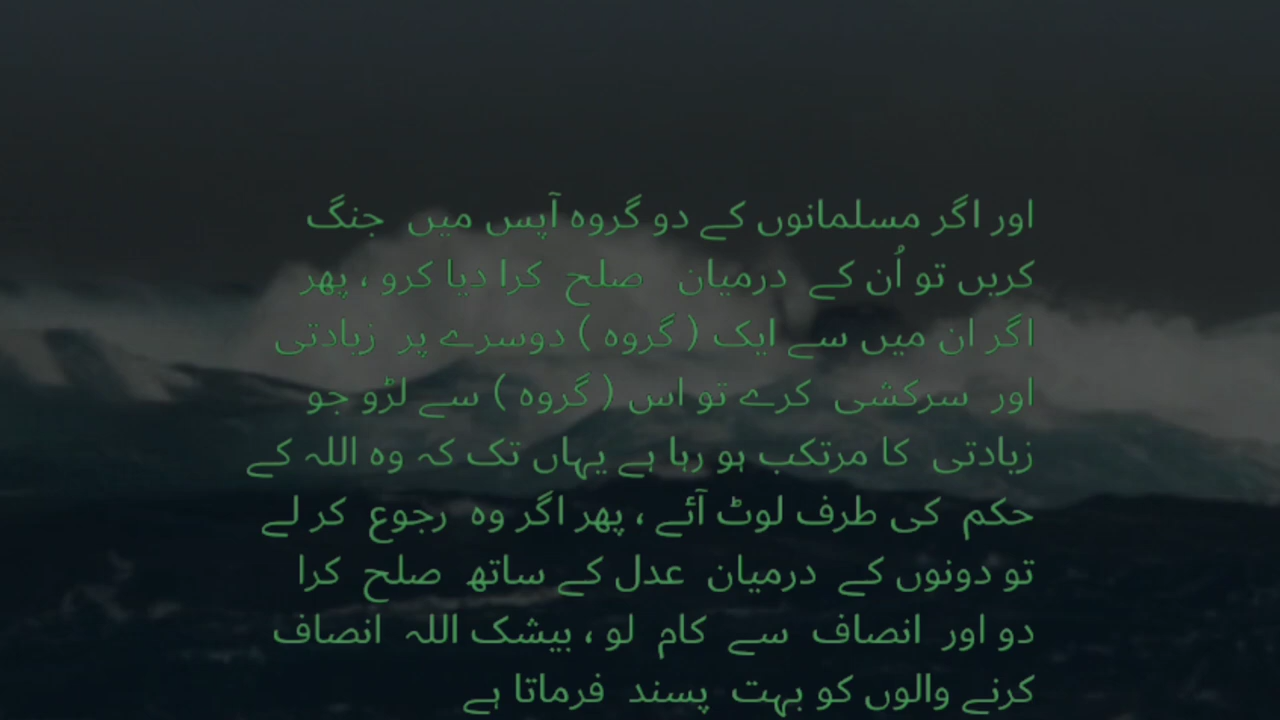 اور اگر مسلمانوں کے دو گروہ آپس میں جنگ
کریں تو اُن کے درمیان صلح کرا دیا کرو ، پھر
اگر ان میں سے ایک ( گروہ ) دوسرے پر زیادتی
اور سرکشی کرے تو اس ( گروہ ) سے لڑو جو
زیادتی کا مرتکب ہو رہا ہے یہاں تک کہ وہ اللہ کے
حکم کی طرف لوٹ آئے ، پھر اگر وہ رجوع کر لے
تو دونوں کے درمیان عدل کے ساتھ صلح کرا
دو اور انصاف سے کام لو ، بیشک اللہ انصاف
کرنے والوں کو بہت پسند فرماتا ہے